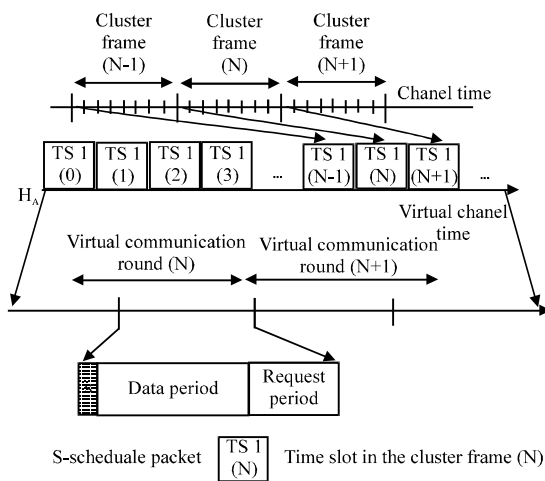 Cluster frame (N-1)
Cluster frame (N)
Cluster frame (N+1)
Chanel time
TS 1 (0)
TS 1 (1)
TS 1 (2)
TS 1 (3)
...
TS 1 (N-1)
TS 1 (N)
TS 1 (N+1)
...
H_A
Virtual chanel time
Virtual communication round (N)
Virtual communication round (N+1)
Data period
Request period
S-scheduale packet
TS 1 (N)
Time slot in the cluster frame (N)